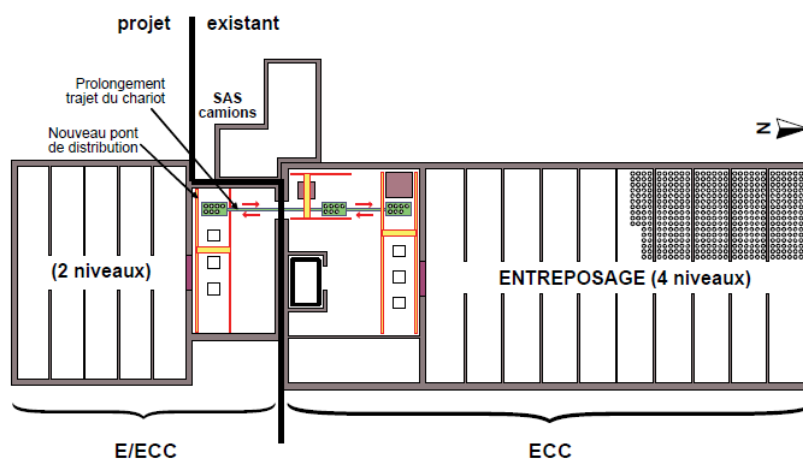 projet existant
Prolongement
trajet du chariot
SAS
camions
Nouveau pont
de distribution
N
(2 niveaux)
ENTREPOSAGE (4 niveaux)
E/ECC
ECC